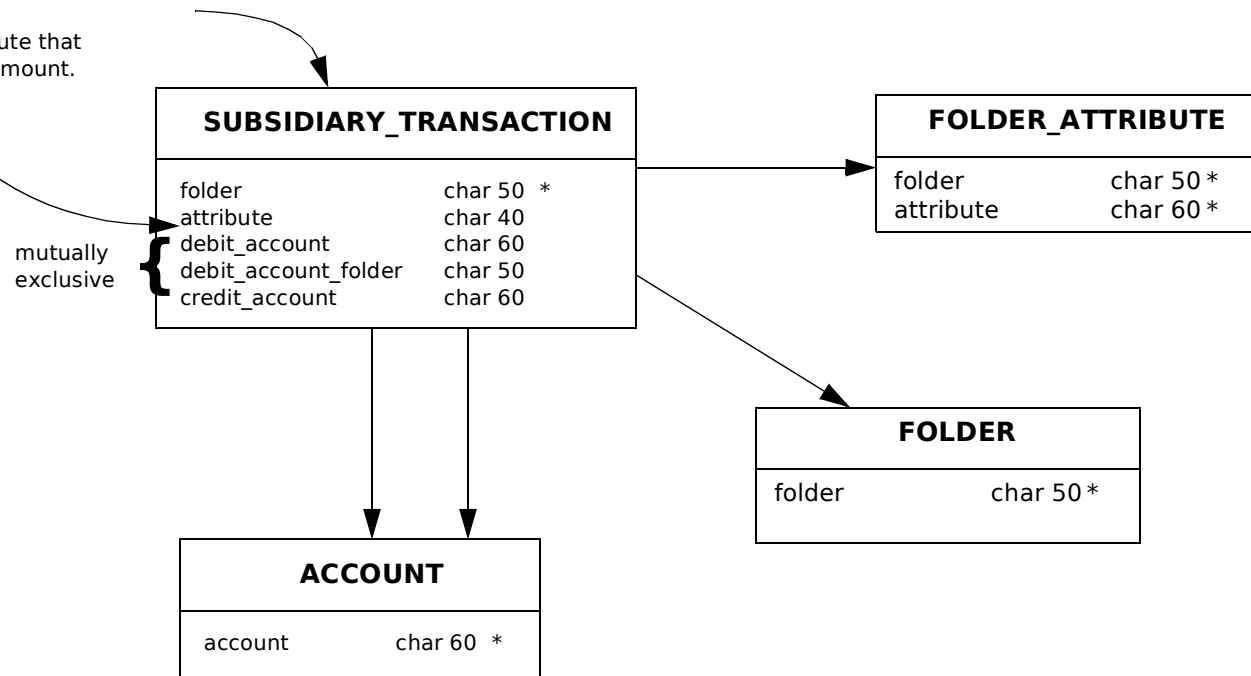 ute that
mount.
SUBSIDIARY_TRANSACTION
folder char 50 *
attribute char 40
debit_account char 60
debit_account_folder char 50
credit_account char 60
mutually
exclusive
{
FOLDER_ATTRIBUTE
folder char 50 *
attribute char 60 *
FOLDER
folder char 50 *
ACCOUNT
account char 60 *